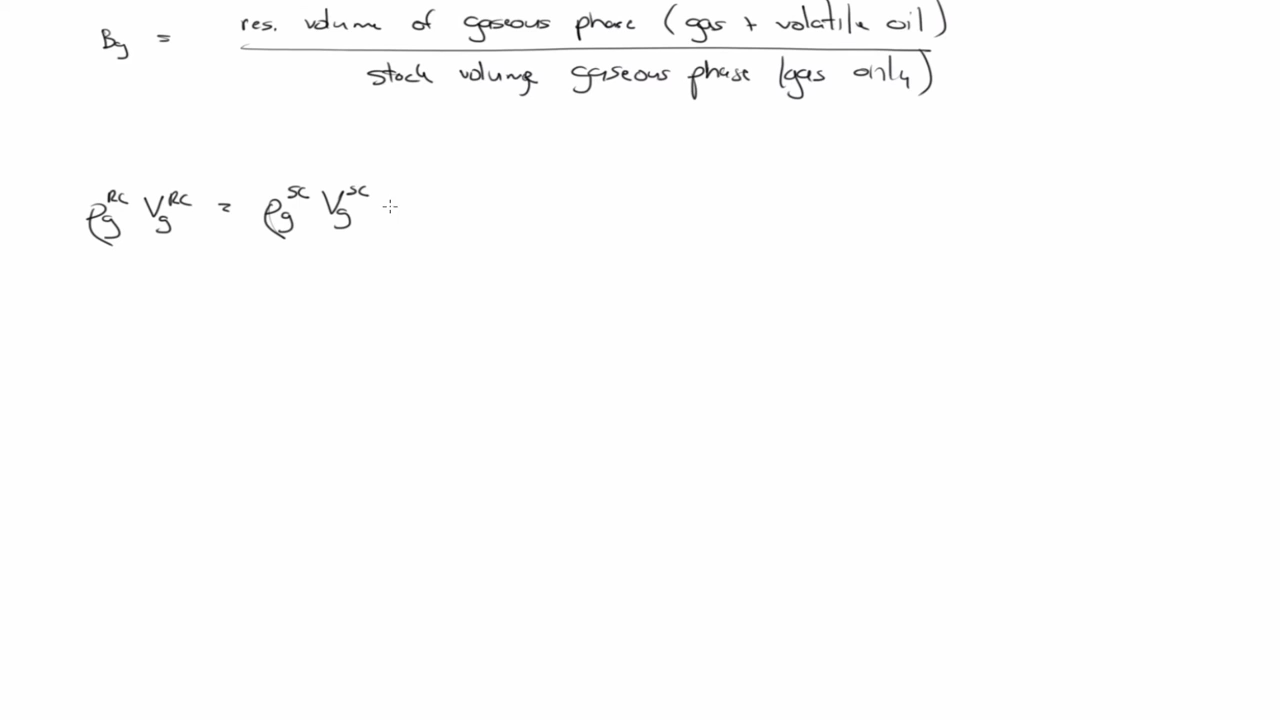 Bg = res. volume of gaseous phase (gas + volatile oil)
stock volume gaseous phase (gas only)
ρg^RC Vg^RC = ρg^SC Vg^SC